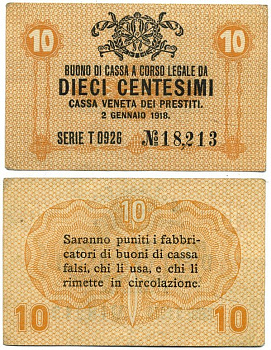 10 10
BUONO DI CASSA A CORSO LEGALE DA
DIECI CENTESIMI
CASSA VENETA DEI PRESTITI.
2 GENNAIO 1918.
SERIE T 0926 No 18,213
10
Saranno puniti i fabbri-
catori di buoni di cassa
falsi, chi li usa, e chi li
rimette in circolazione.
10 10